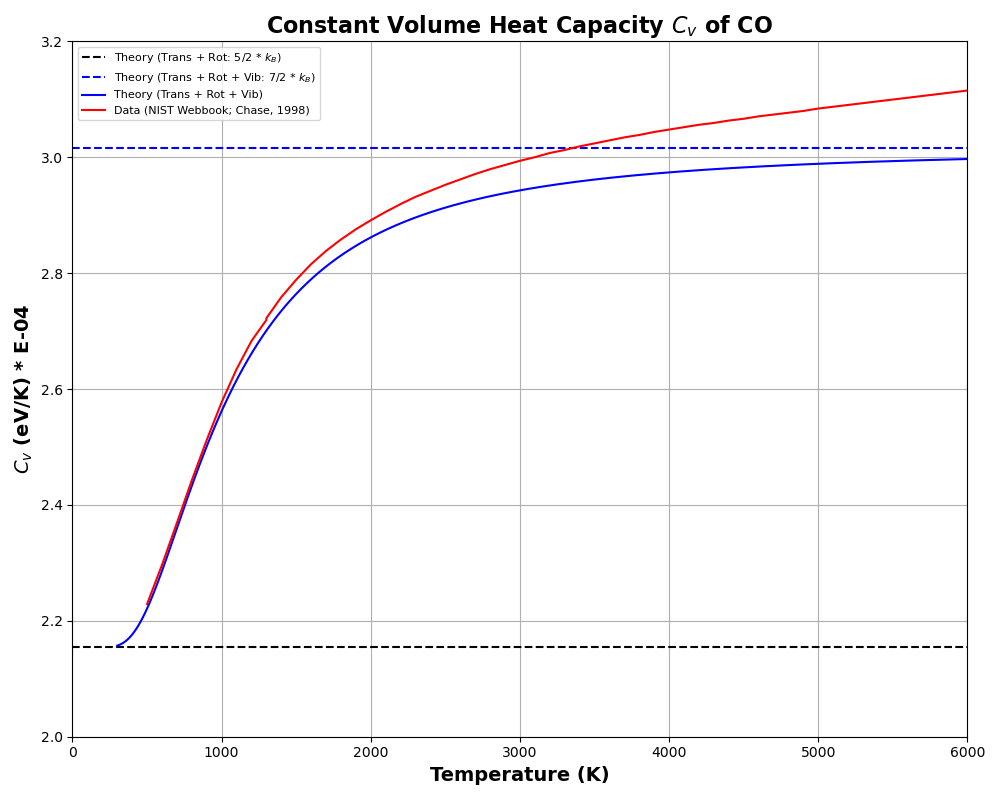 Constant Volume Heat Capacity $C_v$ of CO
Theory (Trans + Rot: 5/2 * $k_B$)
Theory (Trans + Rot + Vib: 7/2 * $k_B$)
Theory (Trans + Rot + Vib)
Data (NIST Webbook; Chase, 1998)
$C_v$ (eV/K) * E-04
3.2
3.0
2.8
2.6
2.4
2.2
2.0
0 1000 2000 3000 4000 5000 6000
Temperature (K)